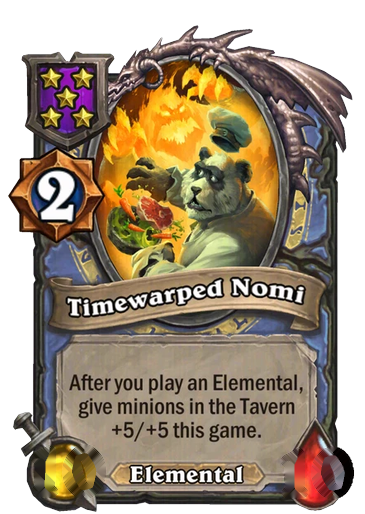 2
Timewarped Nomi
After you play an Elemental,
give minions in the Tavern
+5/+5 this game.
Elemental